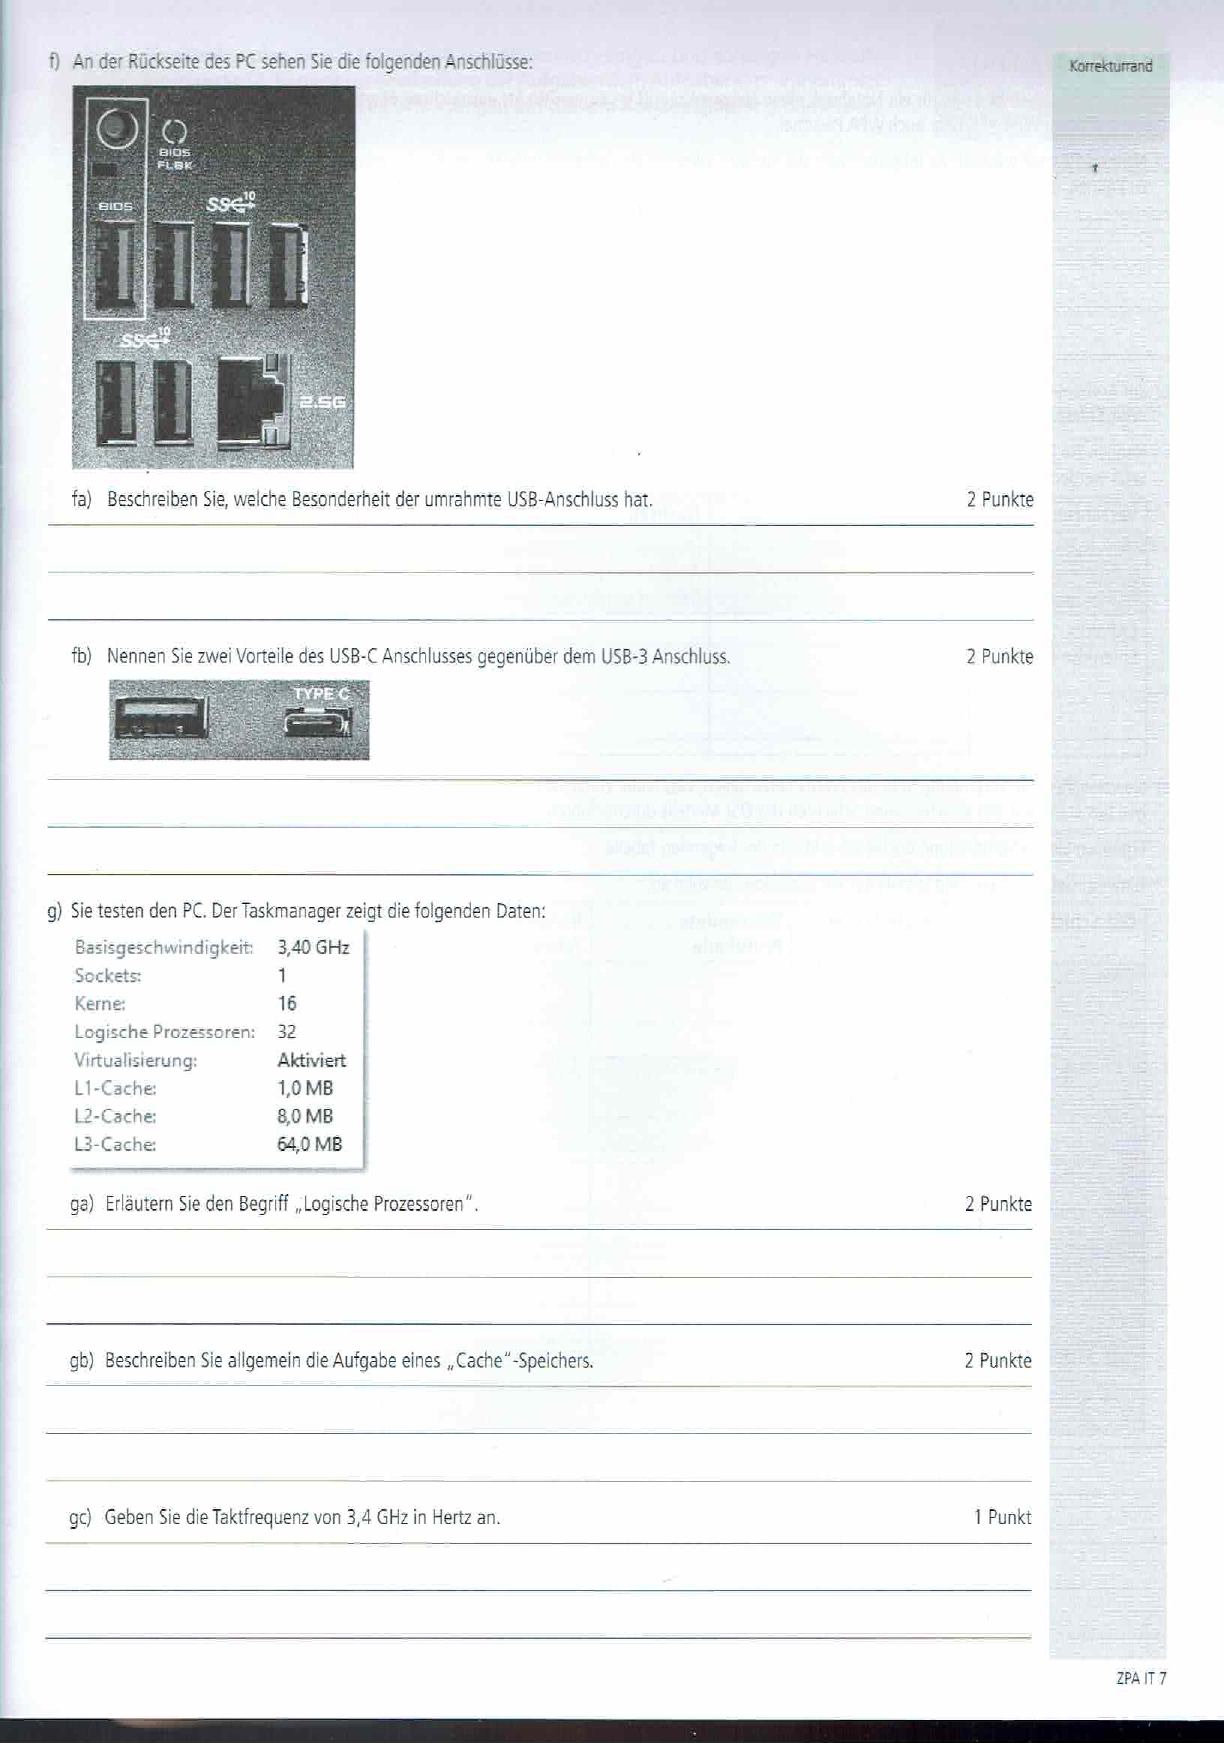 f) An der Rückseite des PC sehen Sie die folgenden Anschlüsse:
Korrekturrand
BIOS
FLBK
BIOS
SS 10
SS 10
2.5G
fa) Beschreiben Sie, welche Besonderheit der umrahmte USB-Anschluss hat. 2 Punkte
fb) Nennen Sie zwei Vorteile des USB-C Anschlusses gegenüber dem USB-3 Anschluss. 2 Punkte
TYPE C
g) Sie testen den PC. Der Taskmanager zeigt die folgenden Daten:
Basisgeschwindigkeit: 3,40 GHz
Sockets: 1
Kerne: 16
Logische Prozessoren: 32
Virtualisierung: Aktiviert
L1-Cache: 1,0 MB
L2-Cache: 8,0 MB
L3-Cache: 64,0 MB
ga) Erläutern Sie den Begriff „Logische Prozessoren“. 2 Punkte
gb) Beschreiben Sie allgemein die Aufgabe eines „Cache“-Speichers. 2 Punkte
gc) Geben Sie die Taktfrequenz von 3,4 GHz in Hertz an. 1 Punkt
ZPA IT 7